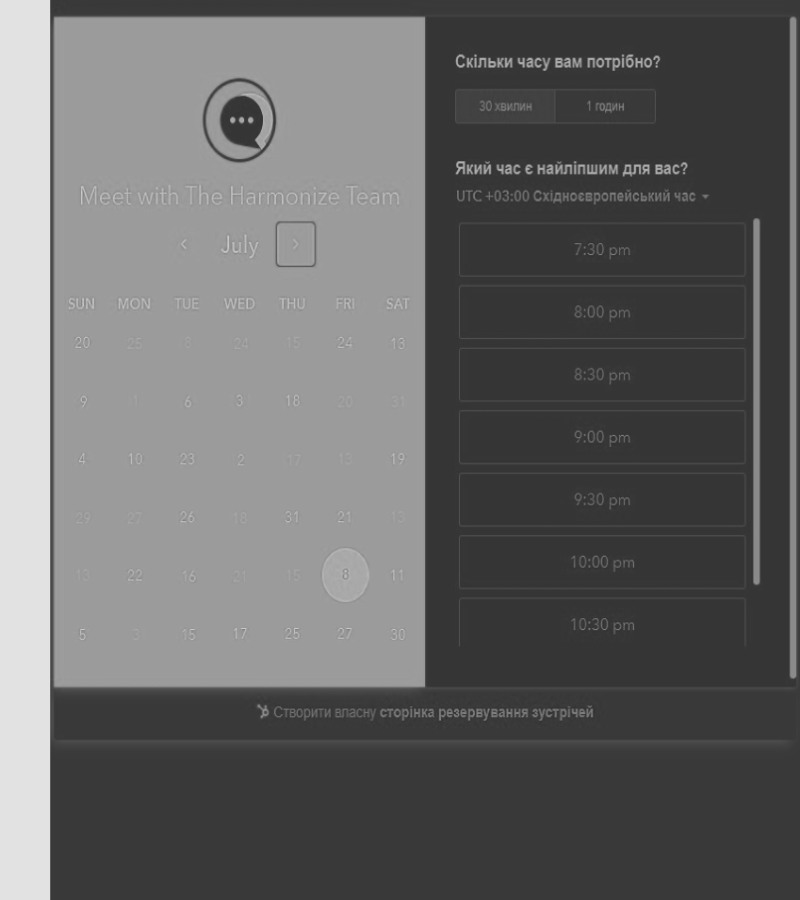 Meet with The Harmonize Team
July
SUN MON TUE WED THU FRI SAT
20 25 8 24 15 24 13
9 1 6 3 18 20 31
4 10 23 2 17 13 19
29 27 26 18 31 21 13
13 22 16 21 15 8 11
5 3 15 17 25 27 30
Скільки часу вам потрібно?
30 хвилин 1 годин
Який час є найліпшим для вас?
UTC +03:00 Східноєвропейський час
7:30 pm
8:00 pm
8:30 pm
9:00 pm
9:30 pm
10:00 pm
10:30 pm
Створити власну сторінка резервування зустрічей